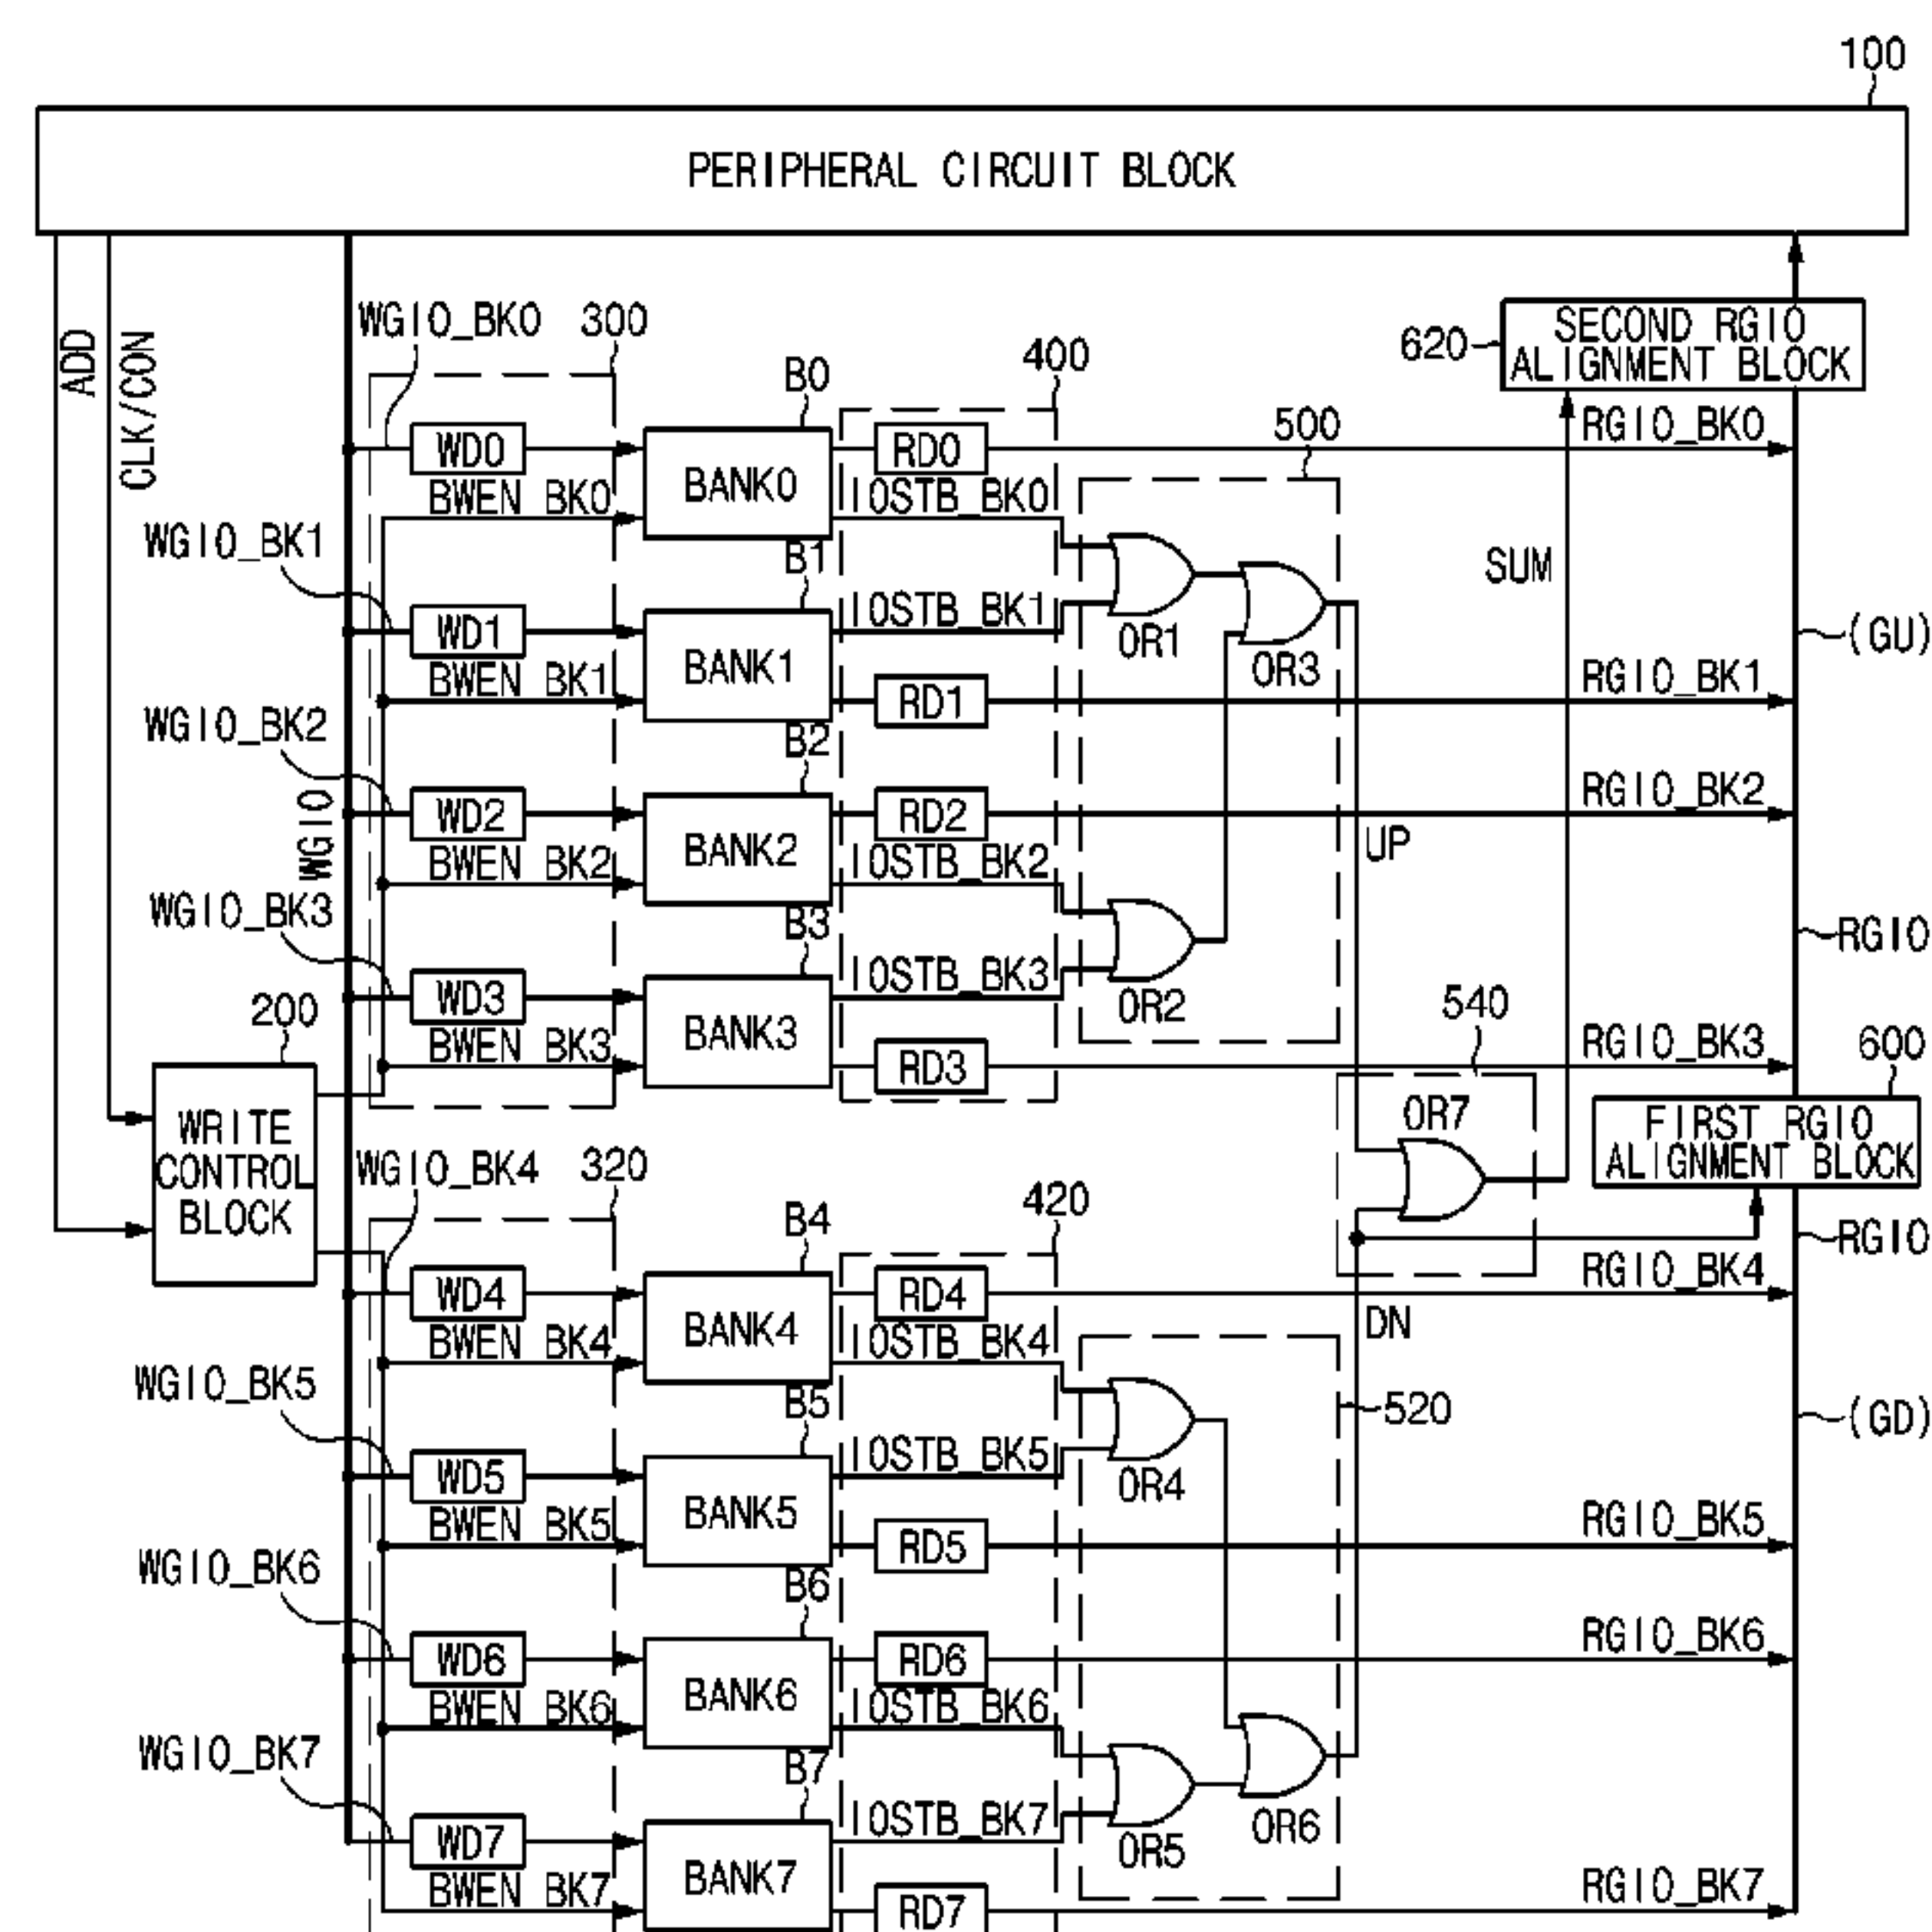 100
PERIPHERAL CIRCUIT BLOCK
ADD
CLK/CON
WGIO_BK0
300
SECOND RGIO
ALIGNMENT BLOCK
620
400
B0
RGIO_BK0
500
WD0
RD0
BANK0
BWEN_BK0
IOSTB_BK0
WGIO_BK1
B1
SUM
IOSTB_BK1
WD1
OR1
(GU)
BANK1
OR3
BWEN_BK1
RGIO_BK1
RD1
WGIO_BK2
B2
RGIO_BK2
WD2
RD2
WGIO
BANK2
UP
BWEN_BK2
IOSTB_BK2
WGIO_BK3
B3
RGIO
IOSTB_BK3
WD3
200
OR2
540
BANK3
BWEN_BK3
RGIO_BK3
600
RD3
WRITE
CONTROL
BLOCK
OR7
FIRST RGIO
ALIGNMENT BLOCK
WGIO_BK4
320
420
B4
RGIO
RGIO_BK4
WD4
RD4
BANK4
DN
BWEN_BK4
IOSTB_BK4
WGIO_BK5
B5
520
(GD)
IOSTB_BK5
WD5
OR4
BANK5
BWEN_BK5
RGIO_BK5
RD5
WGIO_BK6
B6
RGIO_BK6
WD6
RD6
BANK6
BWEN_BK6
IOSTB_BK6
WGIO_BK7
B7
IOSTB_BK7
OR6
WD7
OR5
BANK7
BWEN_BK7
RGIO_BK7
RD7